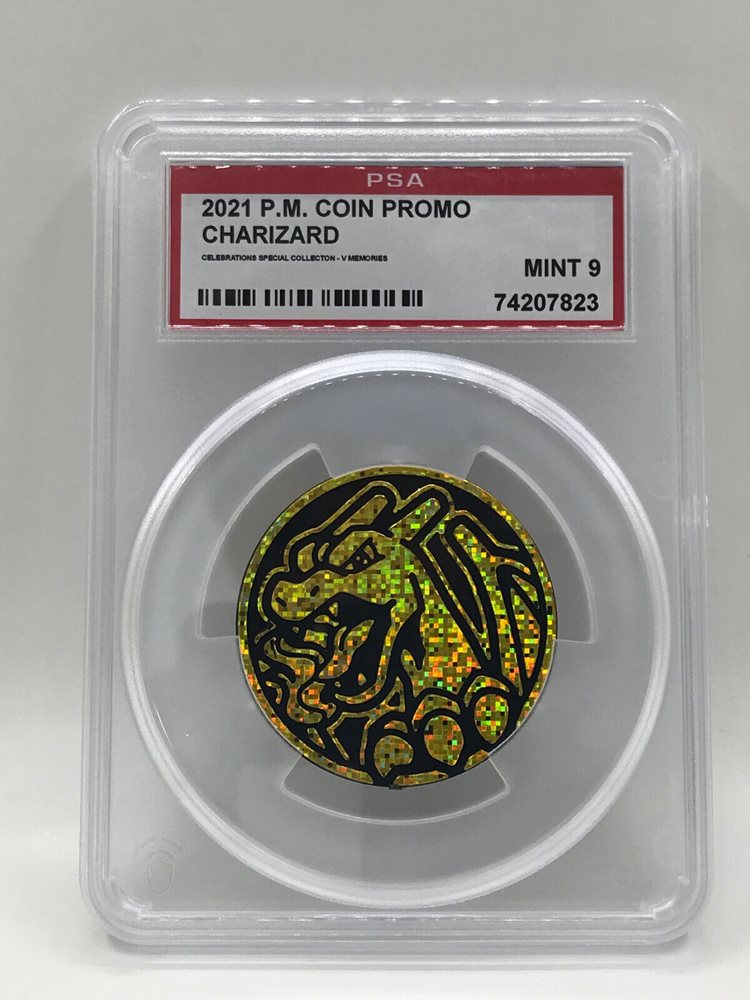 PSA
2021 P.M. COIN PROMO
CHARIZARD
CELEBRATIONS SPECIAL COLLECTON - V MEMORIES
MINT 9
74207823